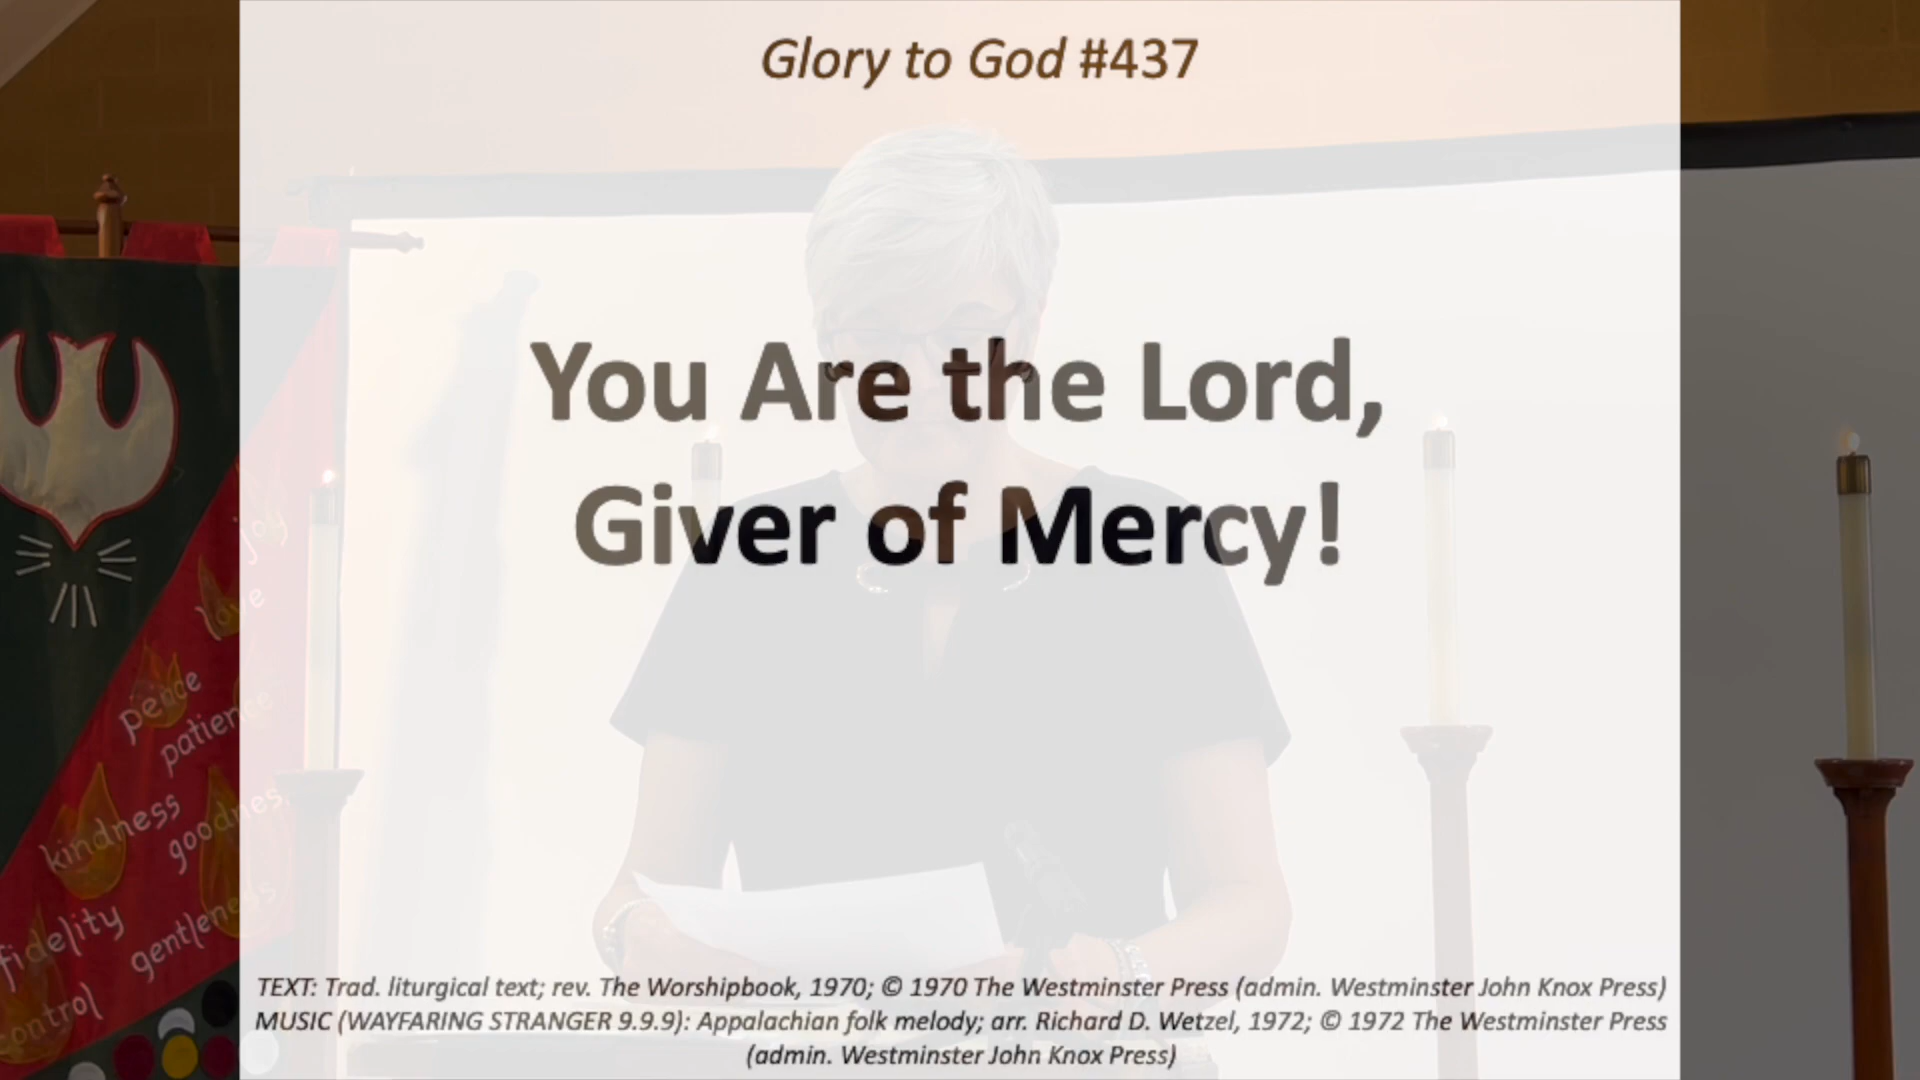 Glory to God #437
You Are the Lord,
Giver of Mercy!
joy
love
peace
patience
kindness
goodness
fidelity
gentleness
control
TEXT: Trad. liturgical text; rev. The Worshipbook, 1970; © 1970 The Westminster Press (admin. Westminster John Knox Press)
MUSIC (WAYFARING STRANGER 9.9.9): Appalachian folk melody; arr. Richard D. Wetzel, 1972; © 1972 The Westminster Press
(admin. Westminster John Knox Press)